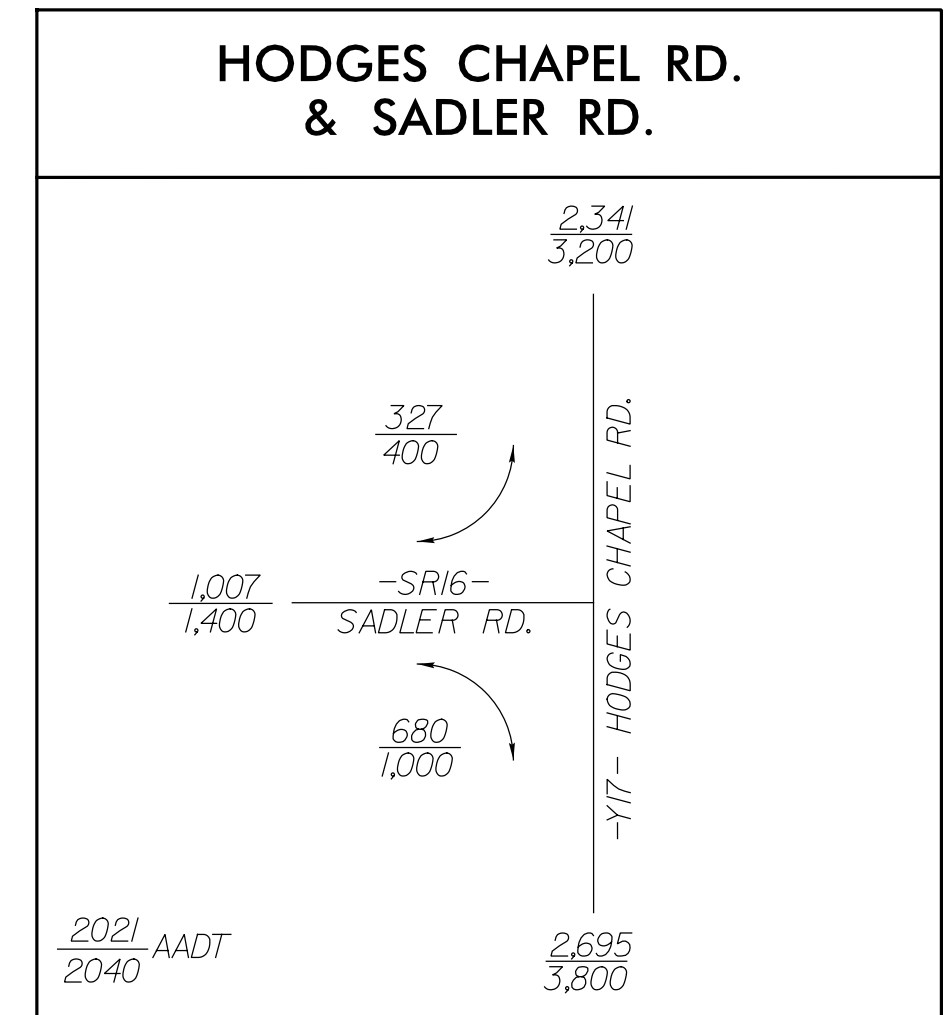 HODGES CHAPEL RD.
& SADLER RD.
2,341
3,200
327
400
1,007
1,400
-SR16-
SADLER RD.
-Y17- HODGES CHAPEL RD.
680
1,000
2021
2040
AADT
2,695
3,800